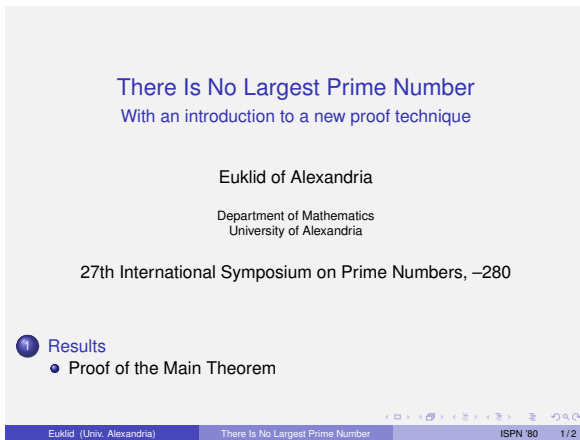 There Is No Largest Prime Number
With an introduction to a new proof technique
Euklid of Alexandria
Department of Mathematics
University of Alexandria
27th International Symposium on Prime Numbers, –280
1 Results
Proof of the Main Theorem
Euklid (Univ. Alexandria) There Is No Largest Prime Number ISPN ’80 1 / 2